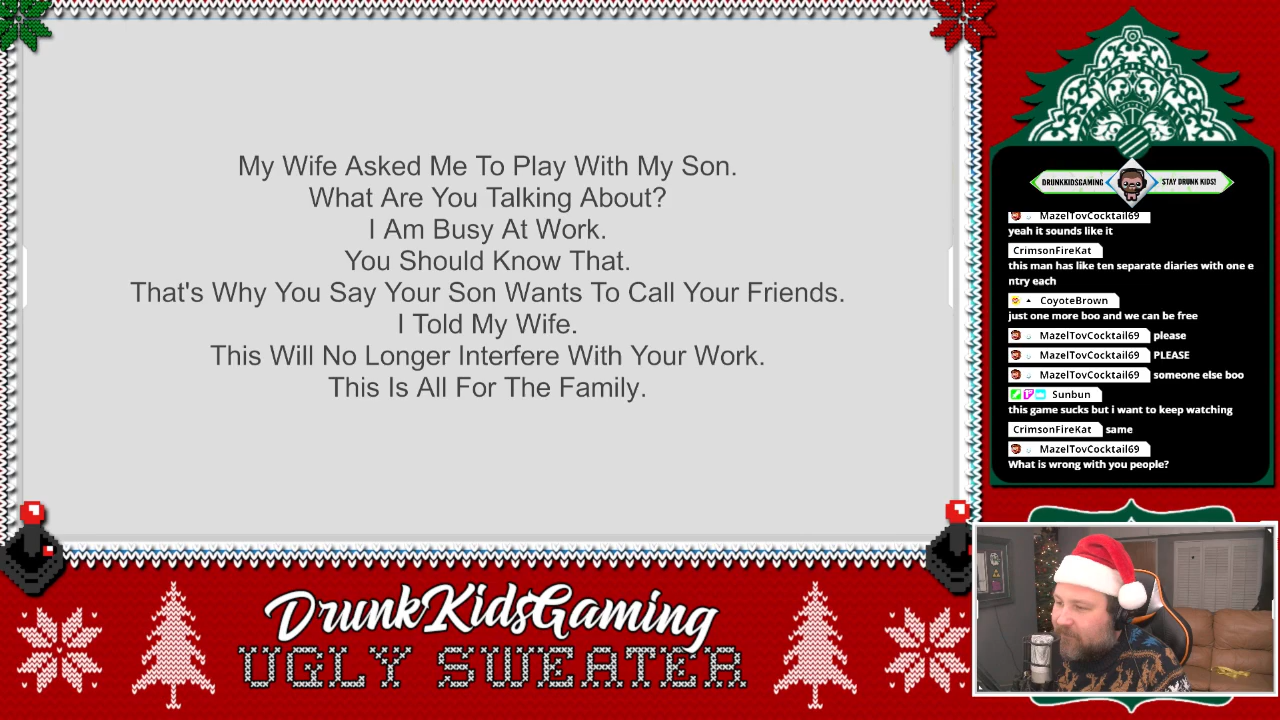 My Wife Asked Me To Play With My Son.
What Are You Talking About?
I Am Busy At Work.
You Should Know That.
That's Why You Say Your Son Wants To Call Your Friends.
I Told My Wife.
This Will No Longer Interfere With Your Work.
This Is All For The Family.
DRUNKKIDSGAMING STAY DRUNK KIDS!
MazelTovCocktail69
yeah it sounds like it
CrimsonFireKat
this man has like ten separate diaries with one e
ntry each
CoyoteBrown
just one more boo and we can be free
MazelTovCocktail69 please
MazelTovCocktail69 PLEASE
MazelTovCocktail69 someone else boo
Sunbun
this game sucks but i want to keep watching
CrimsonFireKat same
MazelTovCocktail69
What is wrong with you people?
DrunkKidsGaming
UGLY SWEATER